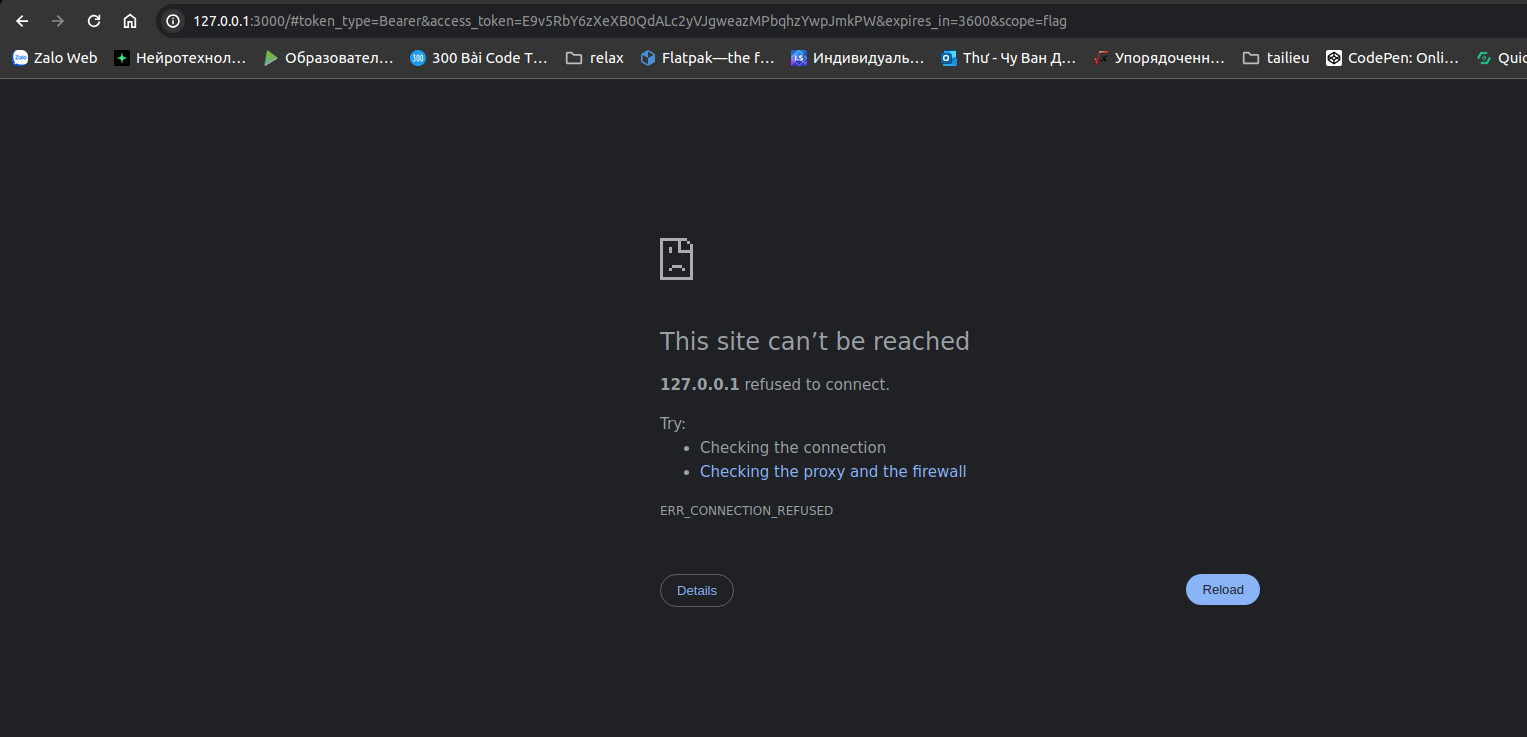 127.0.0.1:3000/#token_type=Bearer&access_token=E9v5RbY6zXeXB0QdALc2yVJgweazMPbqhzYwpJmkPW&expires_in=3600&scope=flag
Zalo Web Нейротехнол... Образовател... 300 Bài Code T... relax Flatpak—the f... Индивидуаль... Thư - Chu Văn Д... Упорядоченн... tailieu CodePen: Onli... Quic
This site can’t be reached
127.0.0.1 refused to connect.
Try:
Checking the connection
Checking the proxy and the firewall
ERR_CONNECTION_REFUSED
Details Reload